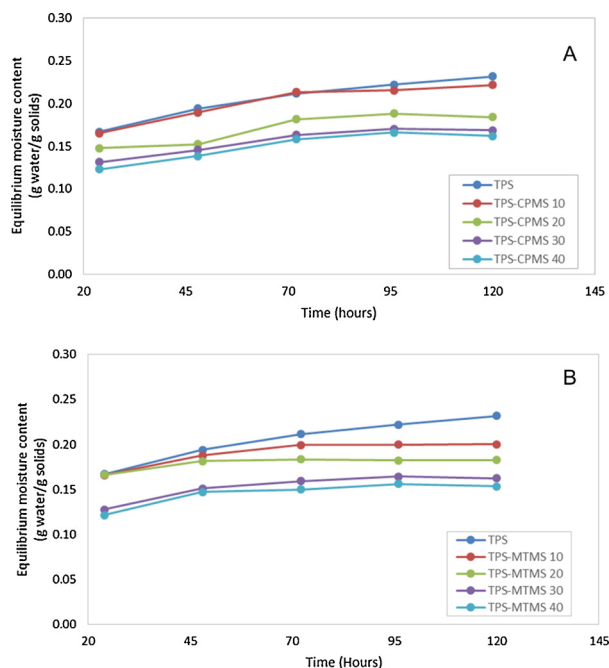 A
Equilibrium moisture content
(g water/g solids)
0.30
0.25
0.20
0.15
0.10
0.05
0.00
TPS
TPS-CPMS 10
TPS-CPMS 20
TPS-CPMS 30
TPS-CPMS 40
20 45 70 95 120 145
Time (hours)
B
Equilibrium moisture content
(g water/g solids)
0.30
0.25
0.20
0.15
0.10
0.05
0.00
TPS
TPS-MTMS 10
TPS-MTMS 20
TPS-MTMS 30
TPS-MTMS 40
20 45 70 95 120 145
Time (Hours)